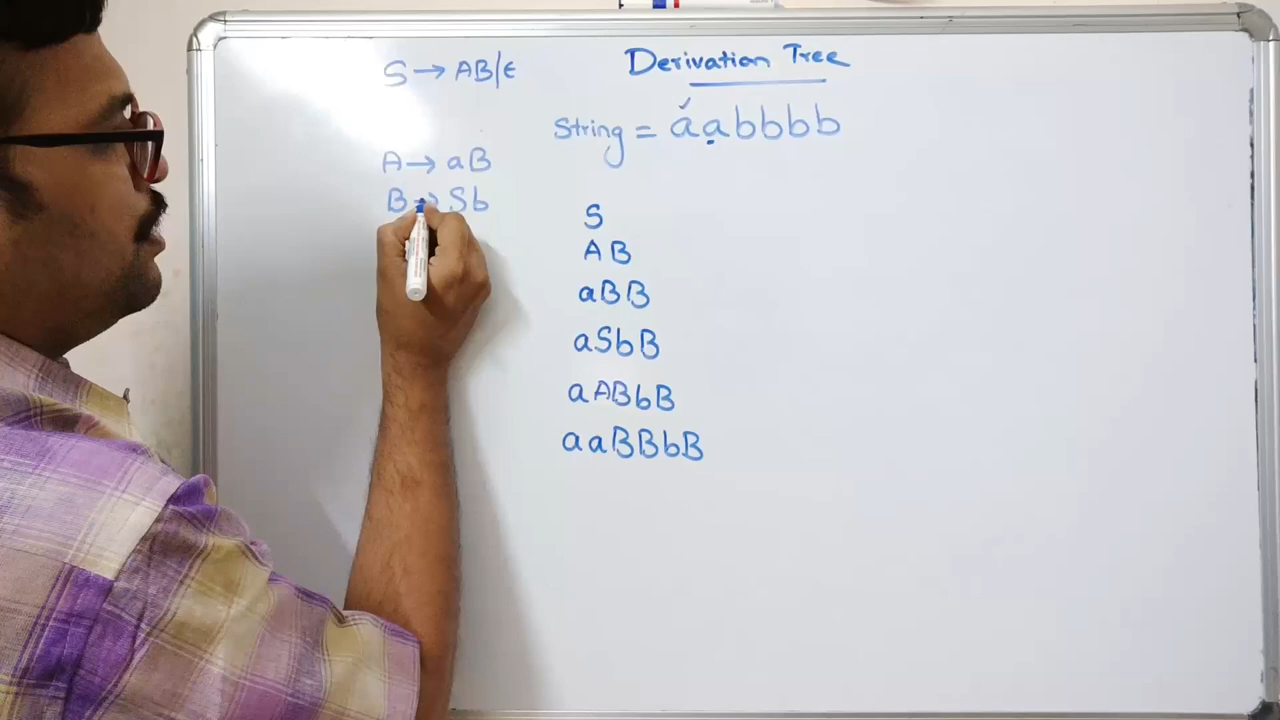 Derivation Tree
S → AB|ϵ
String = aabbbb
A → aB
B → Sb
S
AB
aBB
aSbB
aABbB
aaBBbB